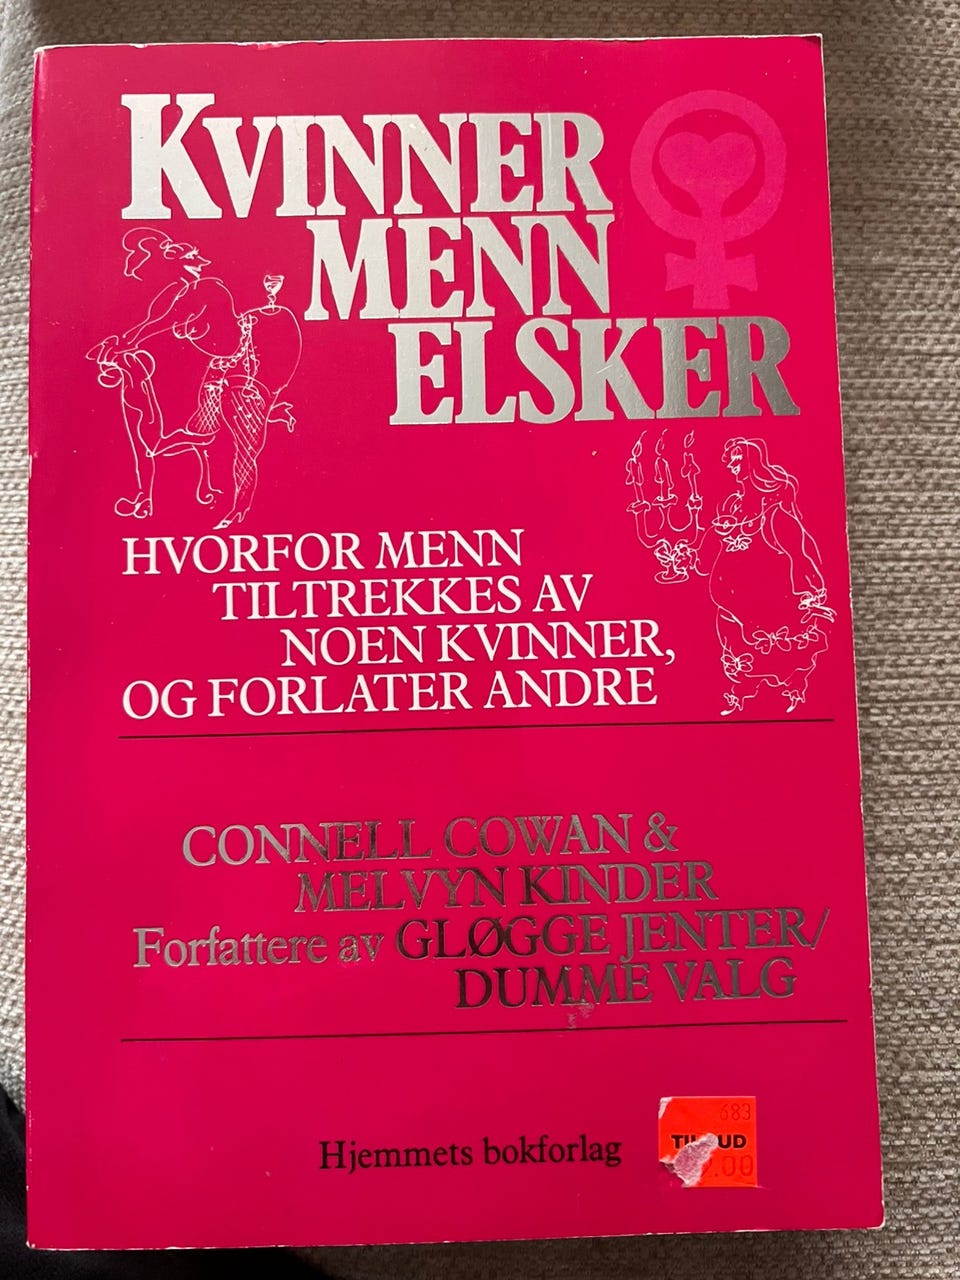 KVINNER
MENN
ELSKER
HVORFOR MENN
TILTREKKES AV
NOEN KVINNER,
OG FORLATER ANDRE
CONNELL COWAN &
MELVYN KINDER
Forfattere av GLØGGE JENTER/
DUMME VALG
Hjemmets bokforlag
683